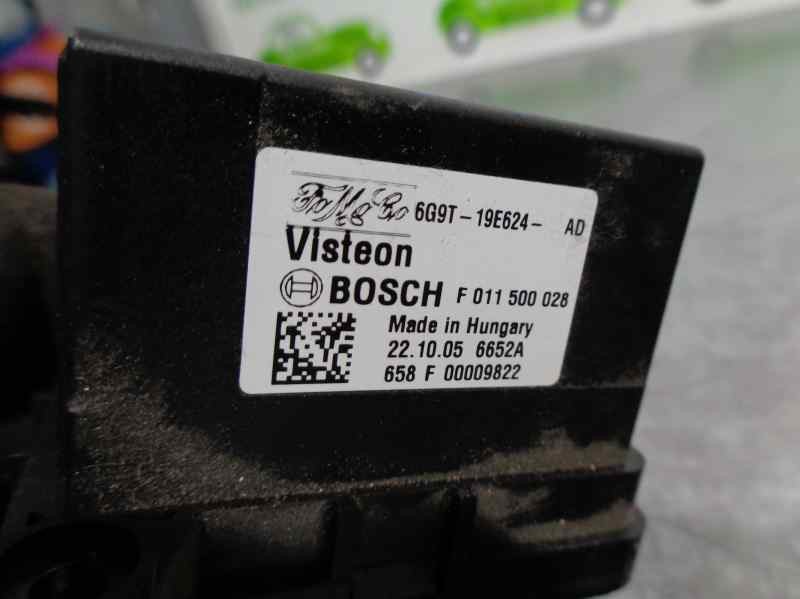 FoMoCo 6G9T-19E624- AD
Visteon
BOSCH F 011 500 028
Made in Hungary
22.10.05 6652A
658 F 00009822